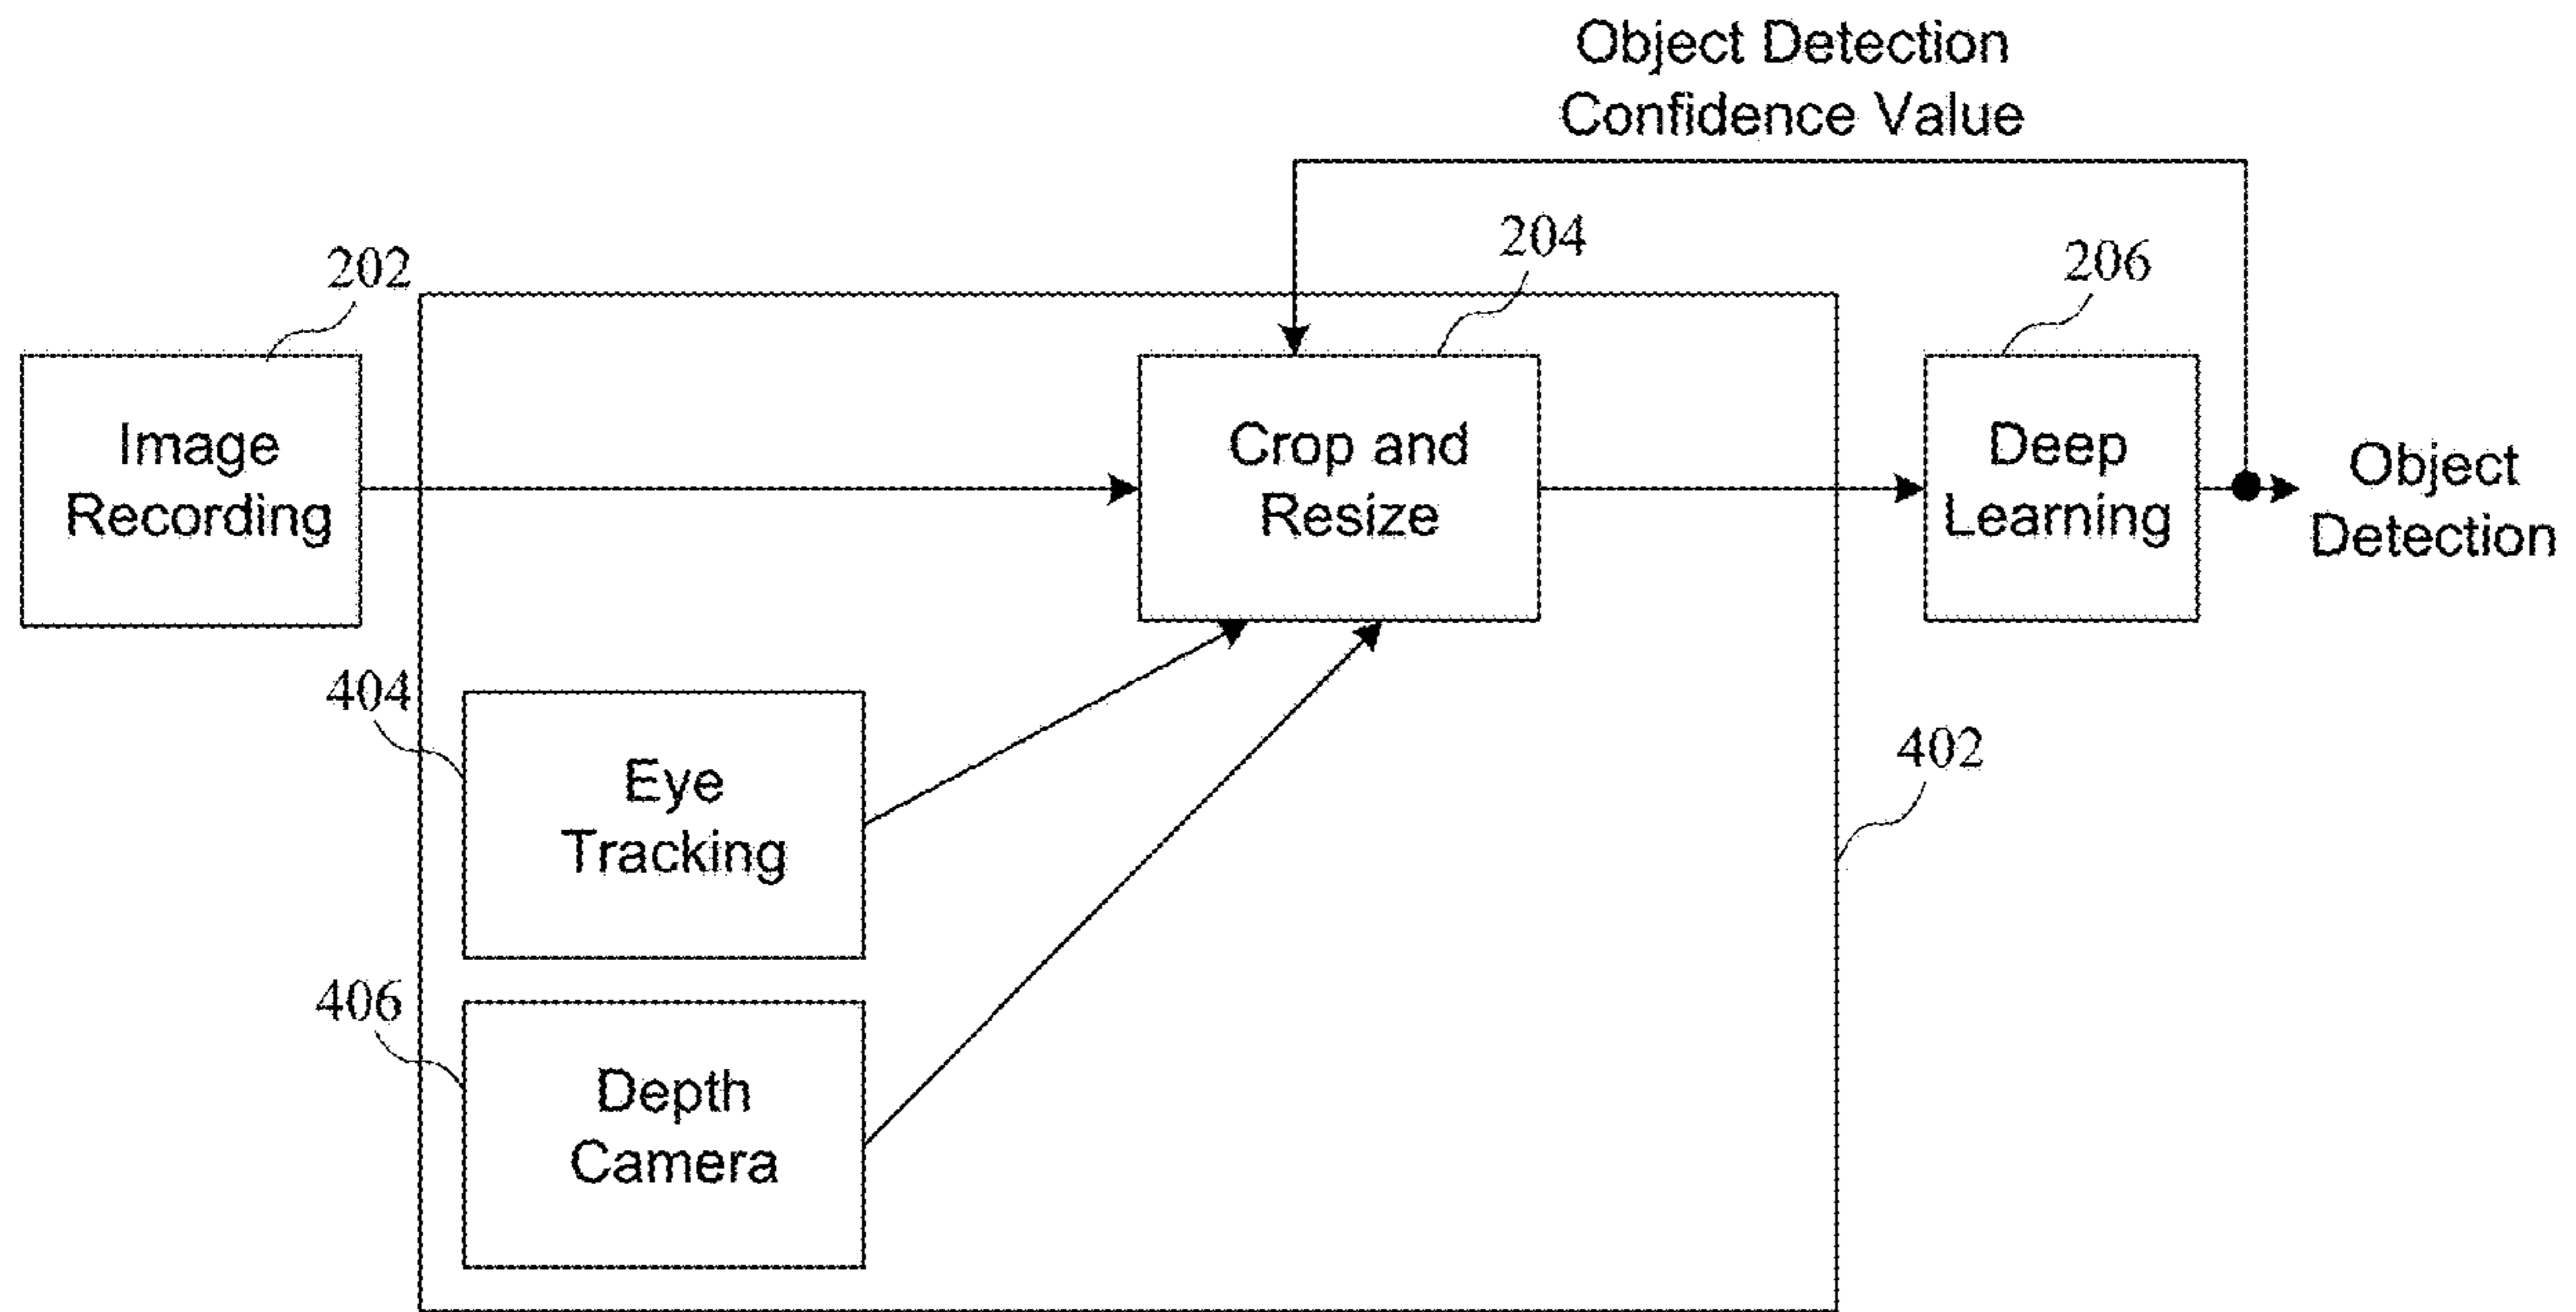 Object Detection
Confidence Value
204
206
202
Image
Recording
Crop and
Resize
Deep
Learning
Object
Detection
404
Eye
Tracking
402
406
Depth
Camera